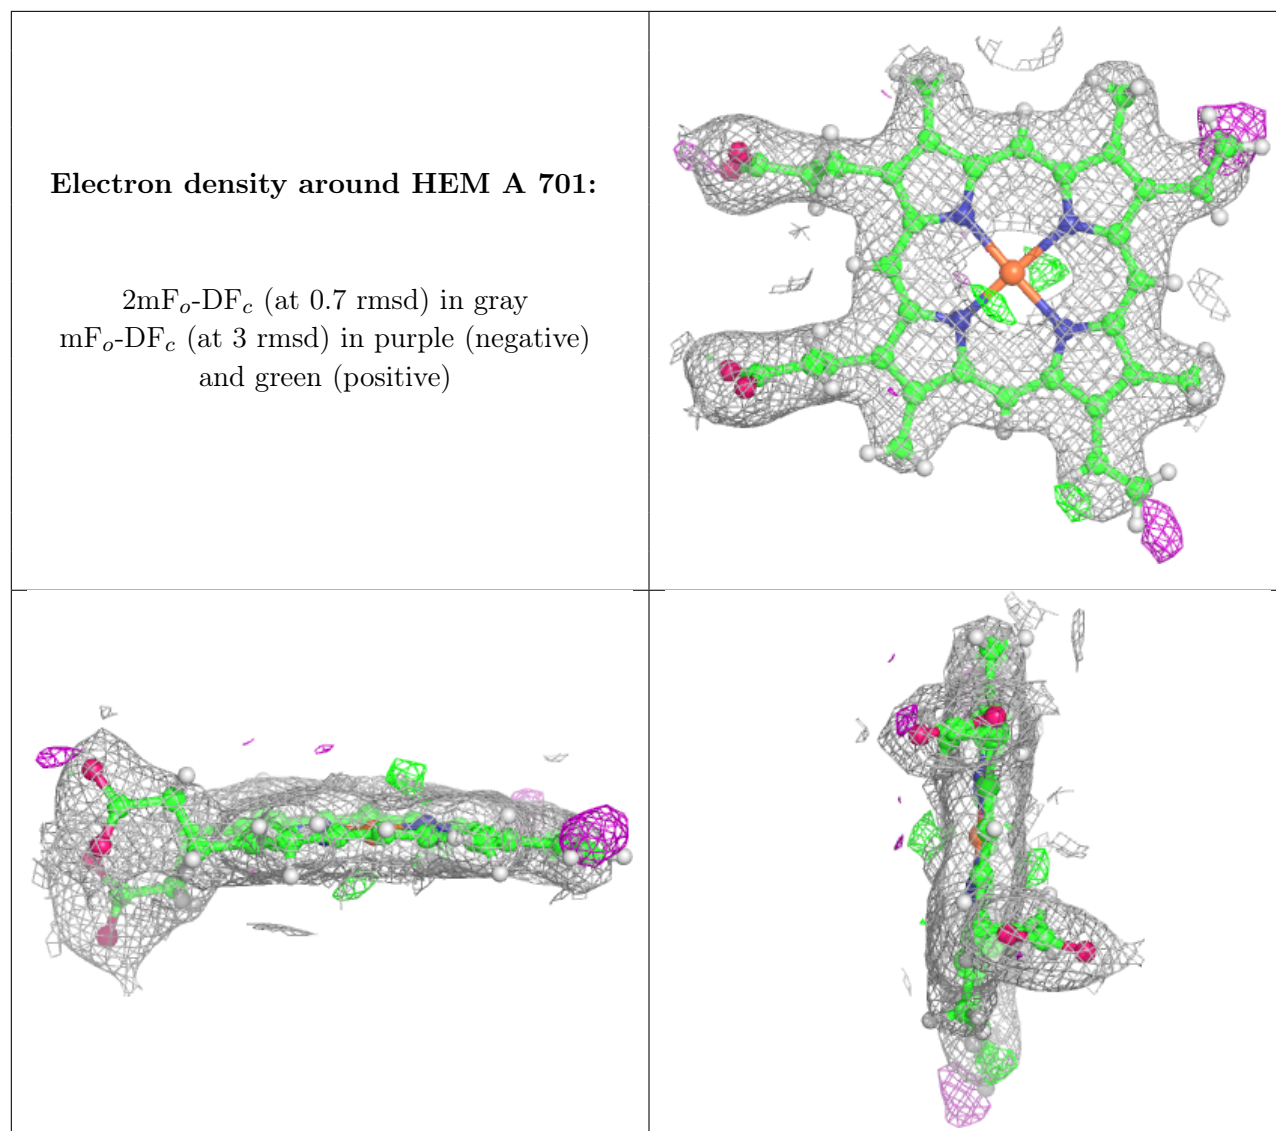 Electron density around HEM A 701:
2mFo-DFc (at 0.7 rmsd) in gray
mFo-DFc (at 3 rmsd) in purple (negative)
and green (positive)